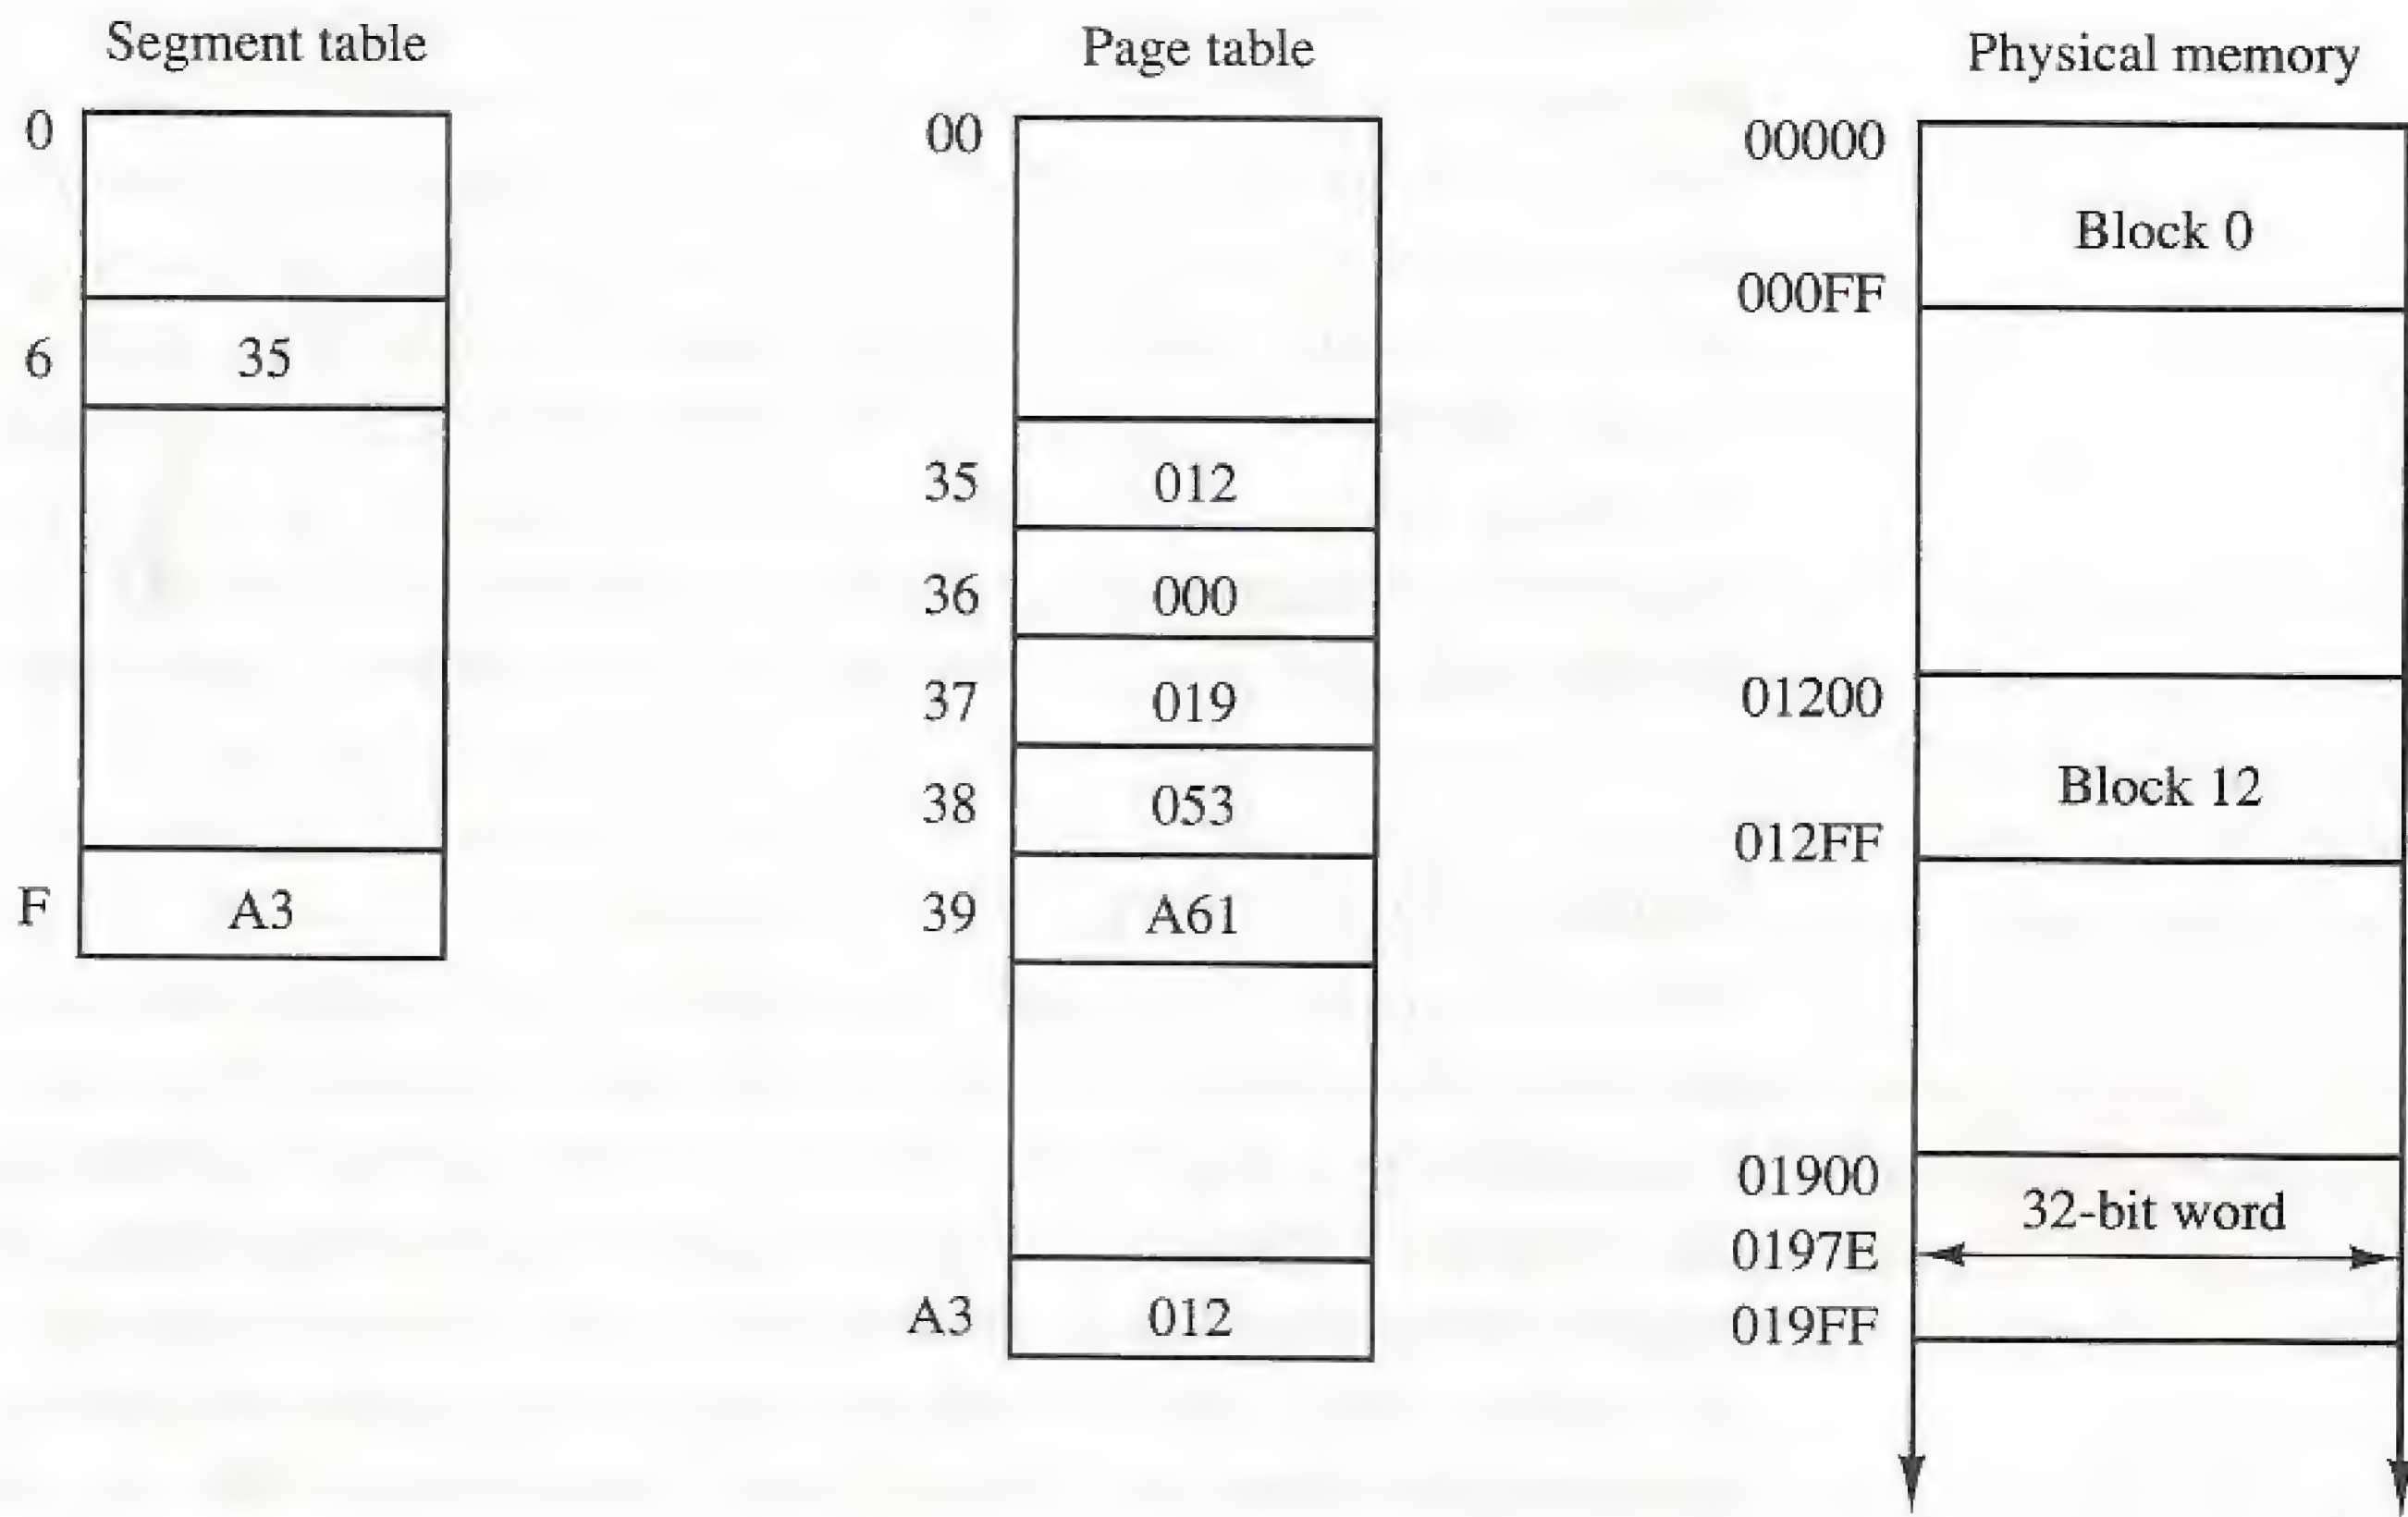 Segment table
0
6
35
F
A3
Page table
00
35
012
36
000
37
019
38
053
39
A61
A3
012
Physical memory
00000
Block 0
000FF
01200
Block 12
012FF
01900
32-bit word
0197E
019FF